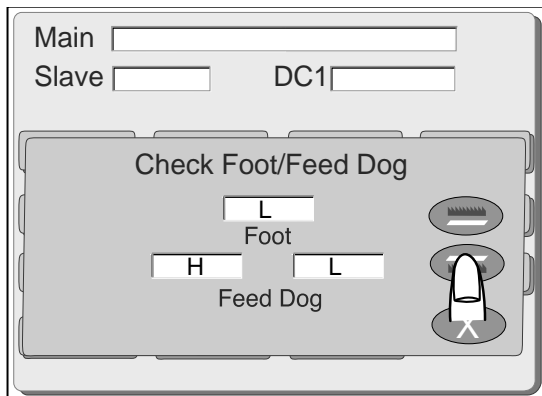 Main
Slave DC1
Check Foot/Feed Dog
L
Foot
H L
Feed Dog
X